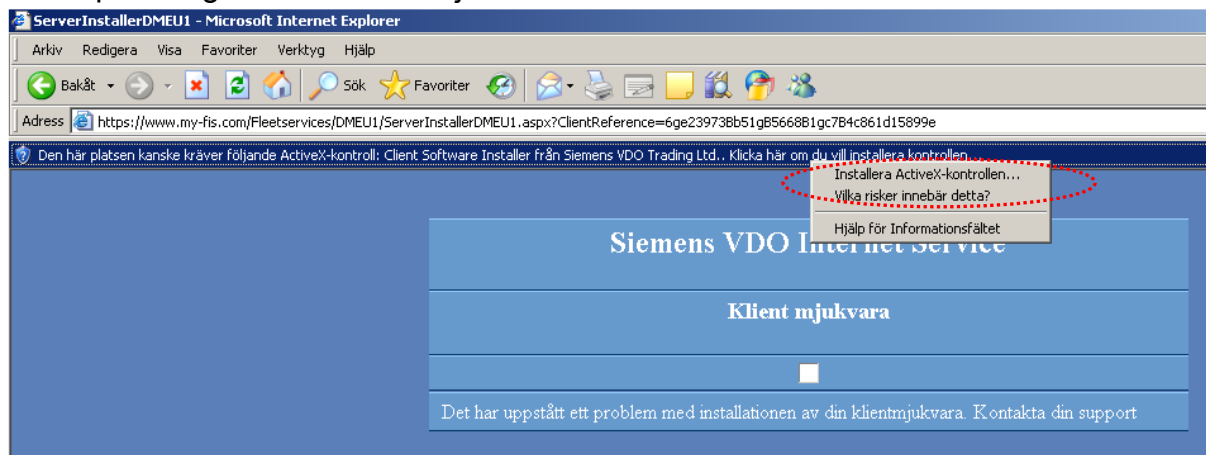 ServerInstallerDMEU1 - Microsoft Internet Explorer
Arkiv Redigera Visa Favoriter Verktyg Hjälp
Bakåt Sök Favoriter
Adress https://www.my-fis.com/Fleetservices/DMEU1/ServerInstallerDMEU1.aspx?ClientReference=6ge23973Bb51gB5668B1gc7B4c861d15899e
Den här platsen kanske kräver följande ActiveX-kontroll: Client Software Installer från Siemens VDO Trading Ltd.. Klicka här om du vill installera kontrollen...
Installera ActiveX-kontrollen...
Vilka risker innebär detta?
Hjälp för Informationsfältet
Siemens VDO Internet Service
Klient mjukvara
Det har uppstått ett problem med installationen av din klientmjukvara. Kontakta din support